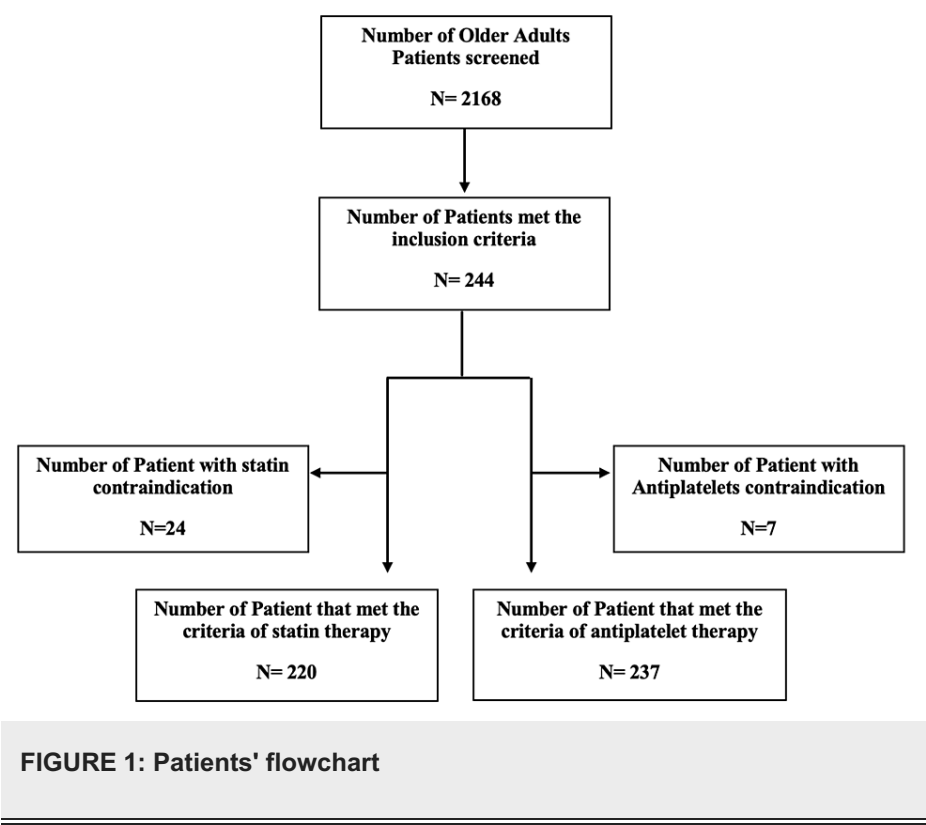 Number of Older Adults
Patients screened
N= 2168
Number of Patients met the
inclusion criteria
N= 244
Number of Patient with statin
contraindication
N=24
Number of Patient with
Antiplatelets contraindication
N=7
Number of Patient that met the
criteria of statin therapy
N= 220
Number of Patient that met the
criteria of antiplatelet therapy
N= 237
FIGURE 1: Patients' flowchart